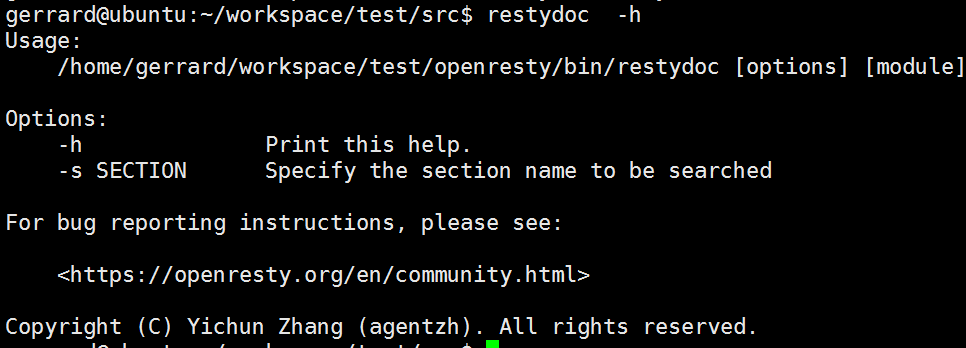 gerrard@ubuntu:~/workspace/test/src$ restydoc  -h
Usage:
    /home/gerrard/workspace/test/openresty/bin/restydoc [options] [module]

Options:
    -h              Print this help.
    -s SECTION      Specify the section name to be searched

For bug reporting instructions, please see:

    <https://openresty.org/en/community.html>

Copyright (C) Yichun Zhang (agentzh). All rights reserved.